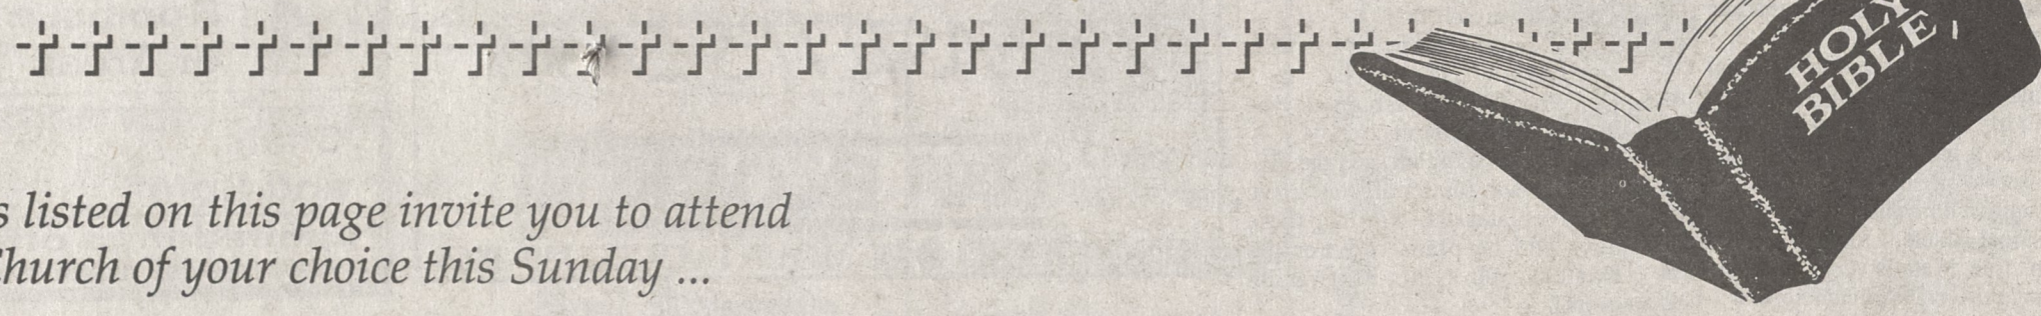 HOLY
BIBLE
s listed on this page invite you to attend
Church of your choice this Sunday ...